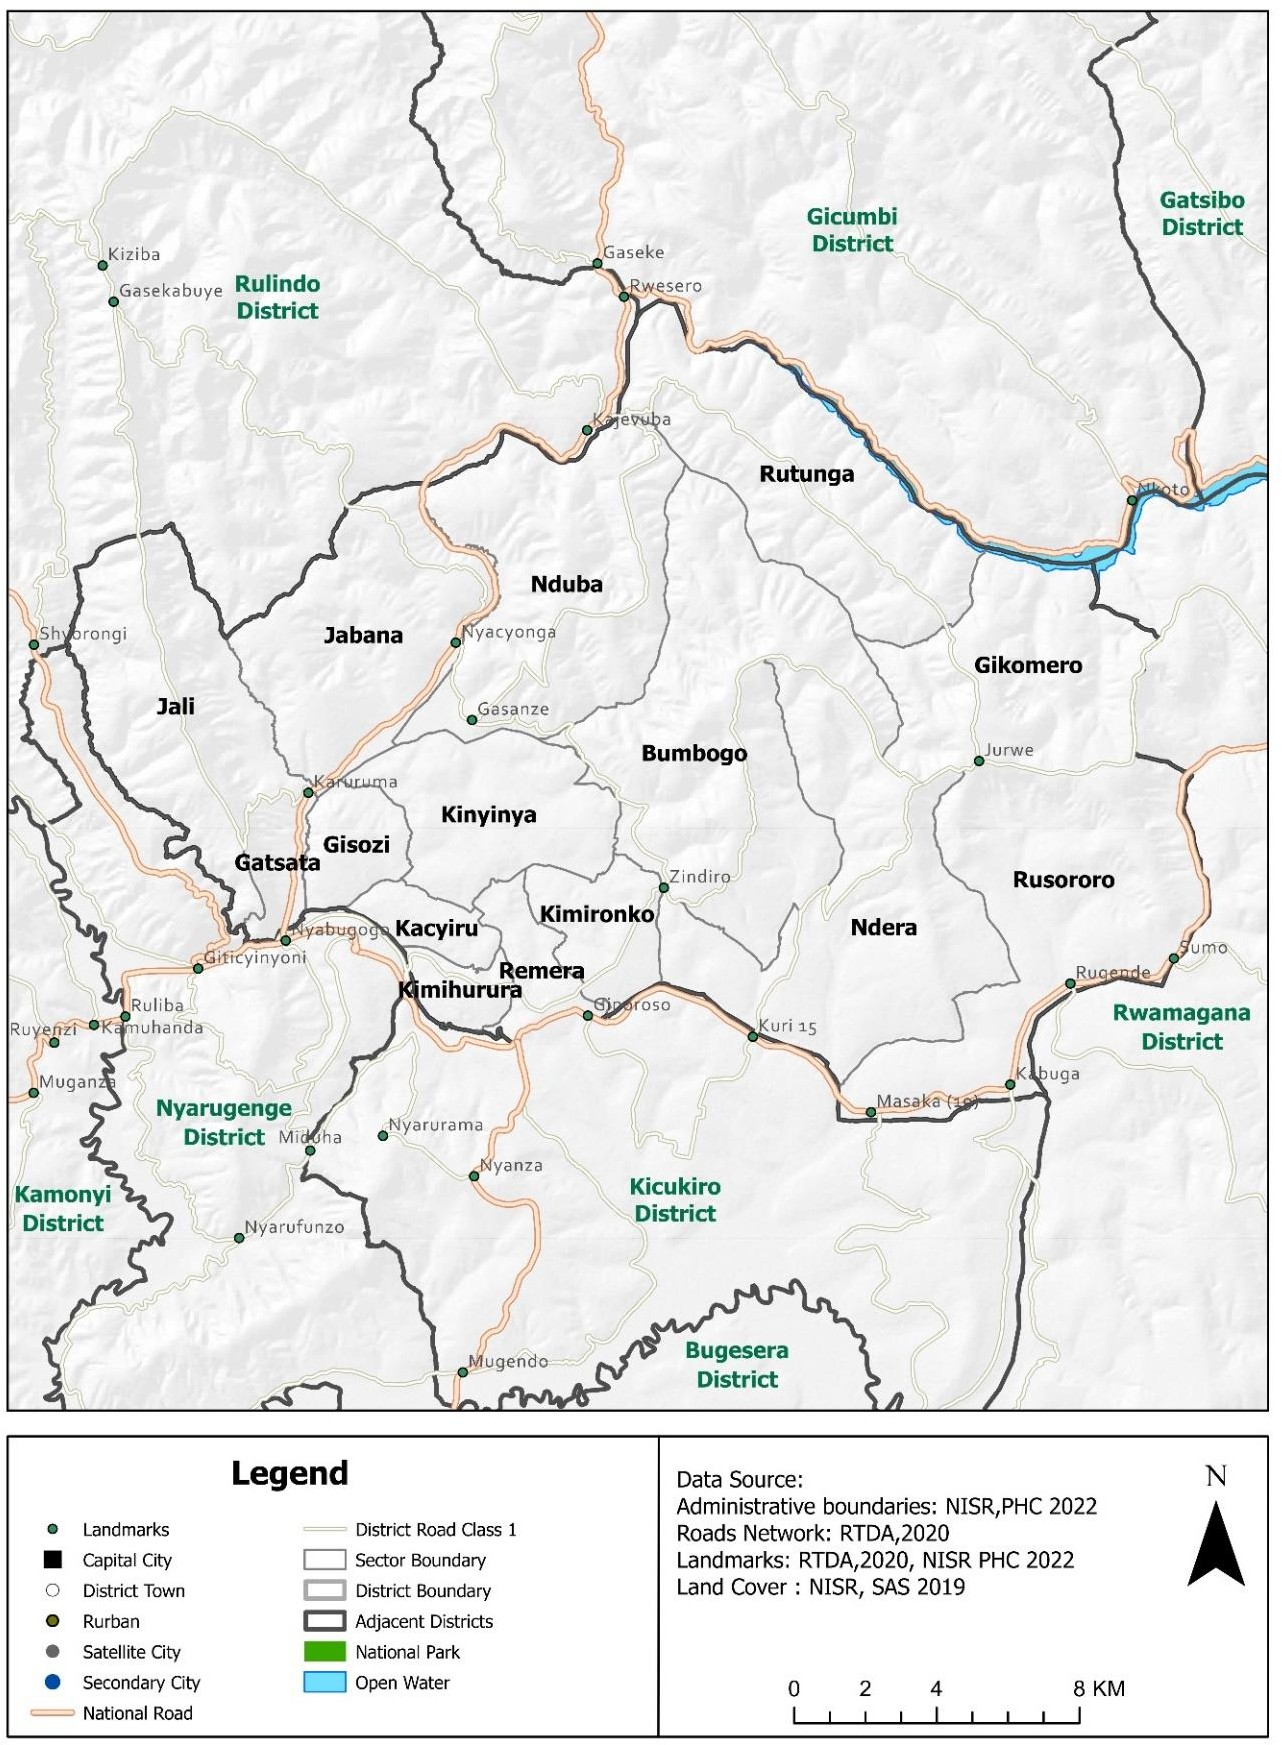 Gatsibo
District
Gicumbi
District
Gaseke
Kiziba
Rulindo
District
Gasekabuye
Rwesero
Kajevuba
Rutunga
Nkoto
Nduba
Jabana
Nyacyonga
Shyorongi
Gikomero
Jali
Gasanze
Bumbogo
Jurwe
Karuruma
Kinyinya
Gisozi
Gatsata
Zindiro
Rusororo
Kimironko
Kacyiru
Ndera
Nyabugogo
Giticyinyoni
Sumo
Remera
Rugende
Kimihurura
Ruliba
Giporoso
Rwamagana
District
Kuri 15
Ruyenzi
Kamuhanda
Muganza
Kabuga
Masaka (19)
Nyarugenge
District
Nyarurama
Miduha
Nyanza
Kamonyi
District
Kicukiro
District
Nyarufunzo
Bugesera
District
Mugendo
Legend
Landmarks
Capital City
District Town
Rurban
Satellite City
Secondary City
National Road
District Road Class 1
Sector Boundary
District Boundary
Adjacent Districts
National Park
Open Water
Data Source:
Administrative boundaries: NISR,PHC 2022
Roads Network: RTDA,2020
Landmarks: RTDA,2020, NISR PHC 2022
Land Cover : NISR, SAS 2019
N
0 2 4 8 KM